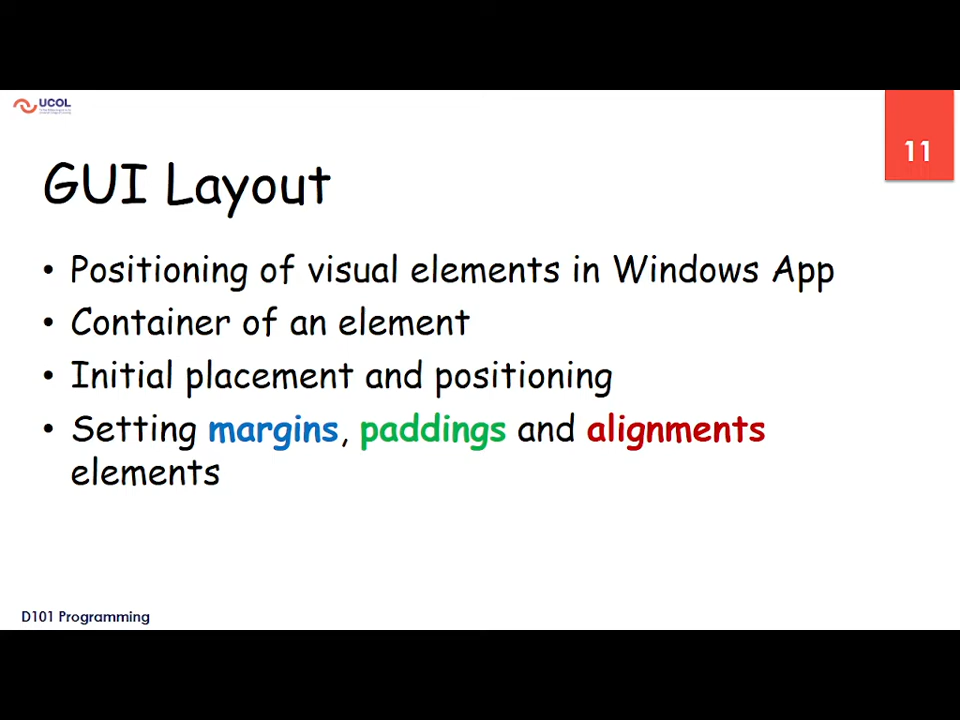 UCOL
11
GUI Layout
• Positioning of visual elements in Windows App
• Container of an element
• Initial placement and positioning
• Setting margins, paddings and alignments
elements
D101 Programming